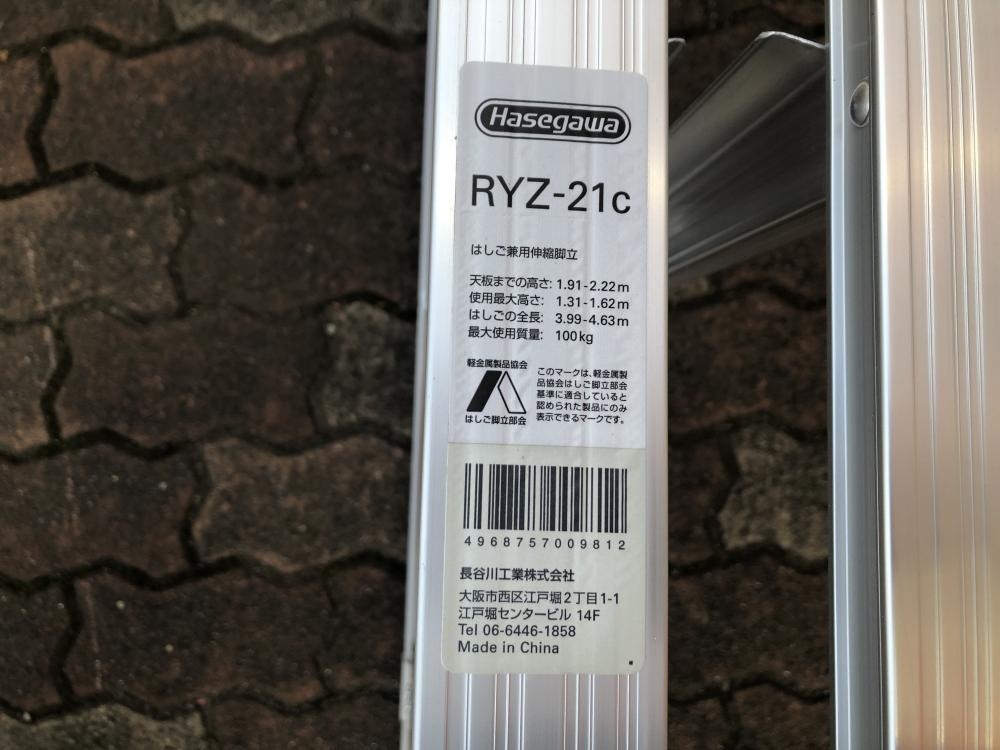 Hasegawa
RYZ-21c
はしご兼用伸縮脚立
天板までの高さ: 1.91-2.22m
使用最大高さ: 1.31-1.62m
はしごの全長: 3.99-4.63m
最大使用質量: 100kg
軽金属製品協会
はしご脚立部会
このマークは、軽金属製
品協会はしご脚立部会
基準に適合していると
認められた製品にのみ
表示できるマークです。
4968757009812
長谷川工業株式会社
大阪市西区江戸堀2丁目1-1
江戸堀センタービル 14F
Tel 06-6446-1858
Made in China